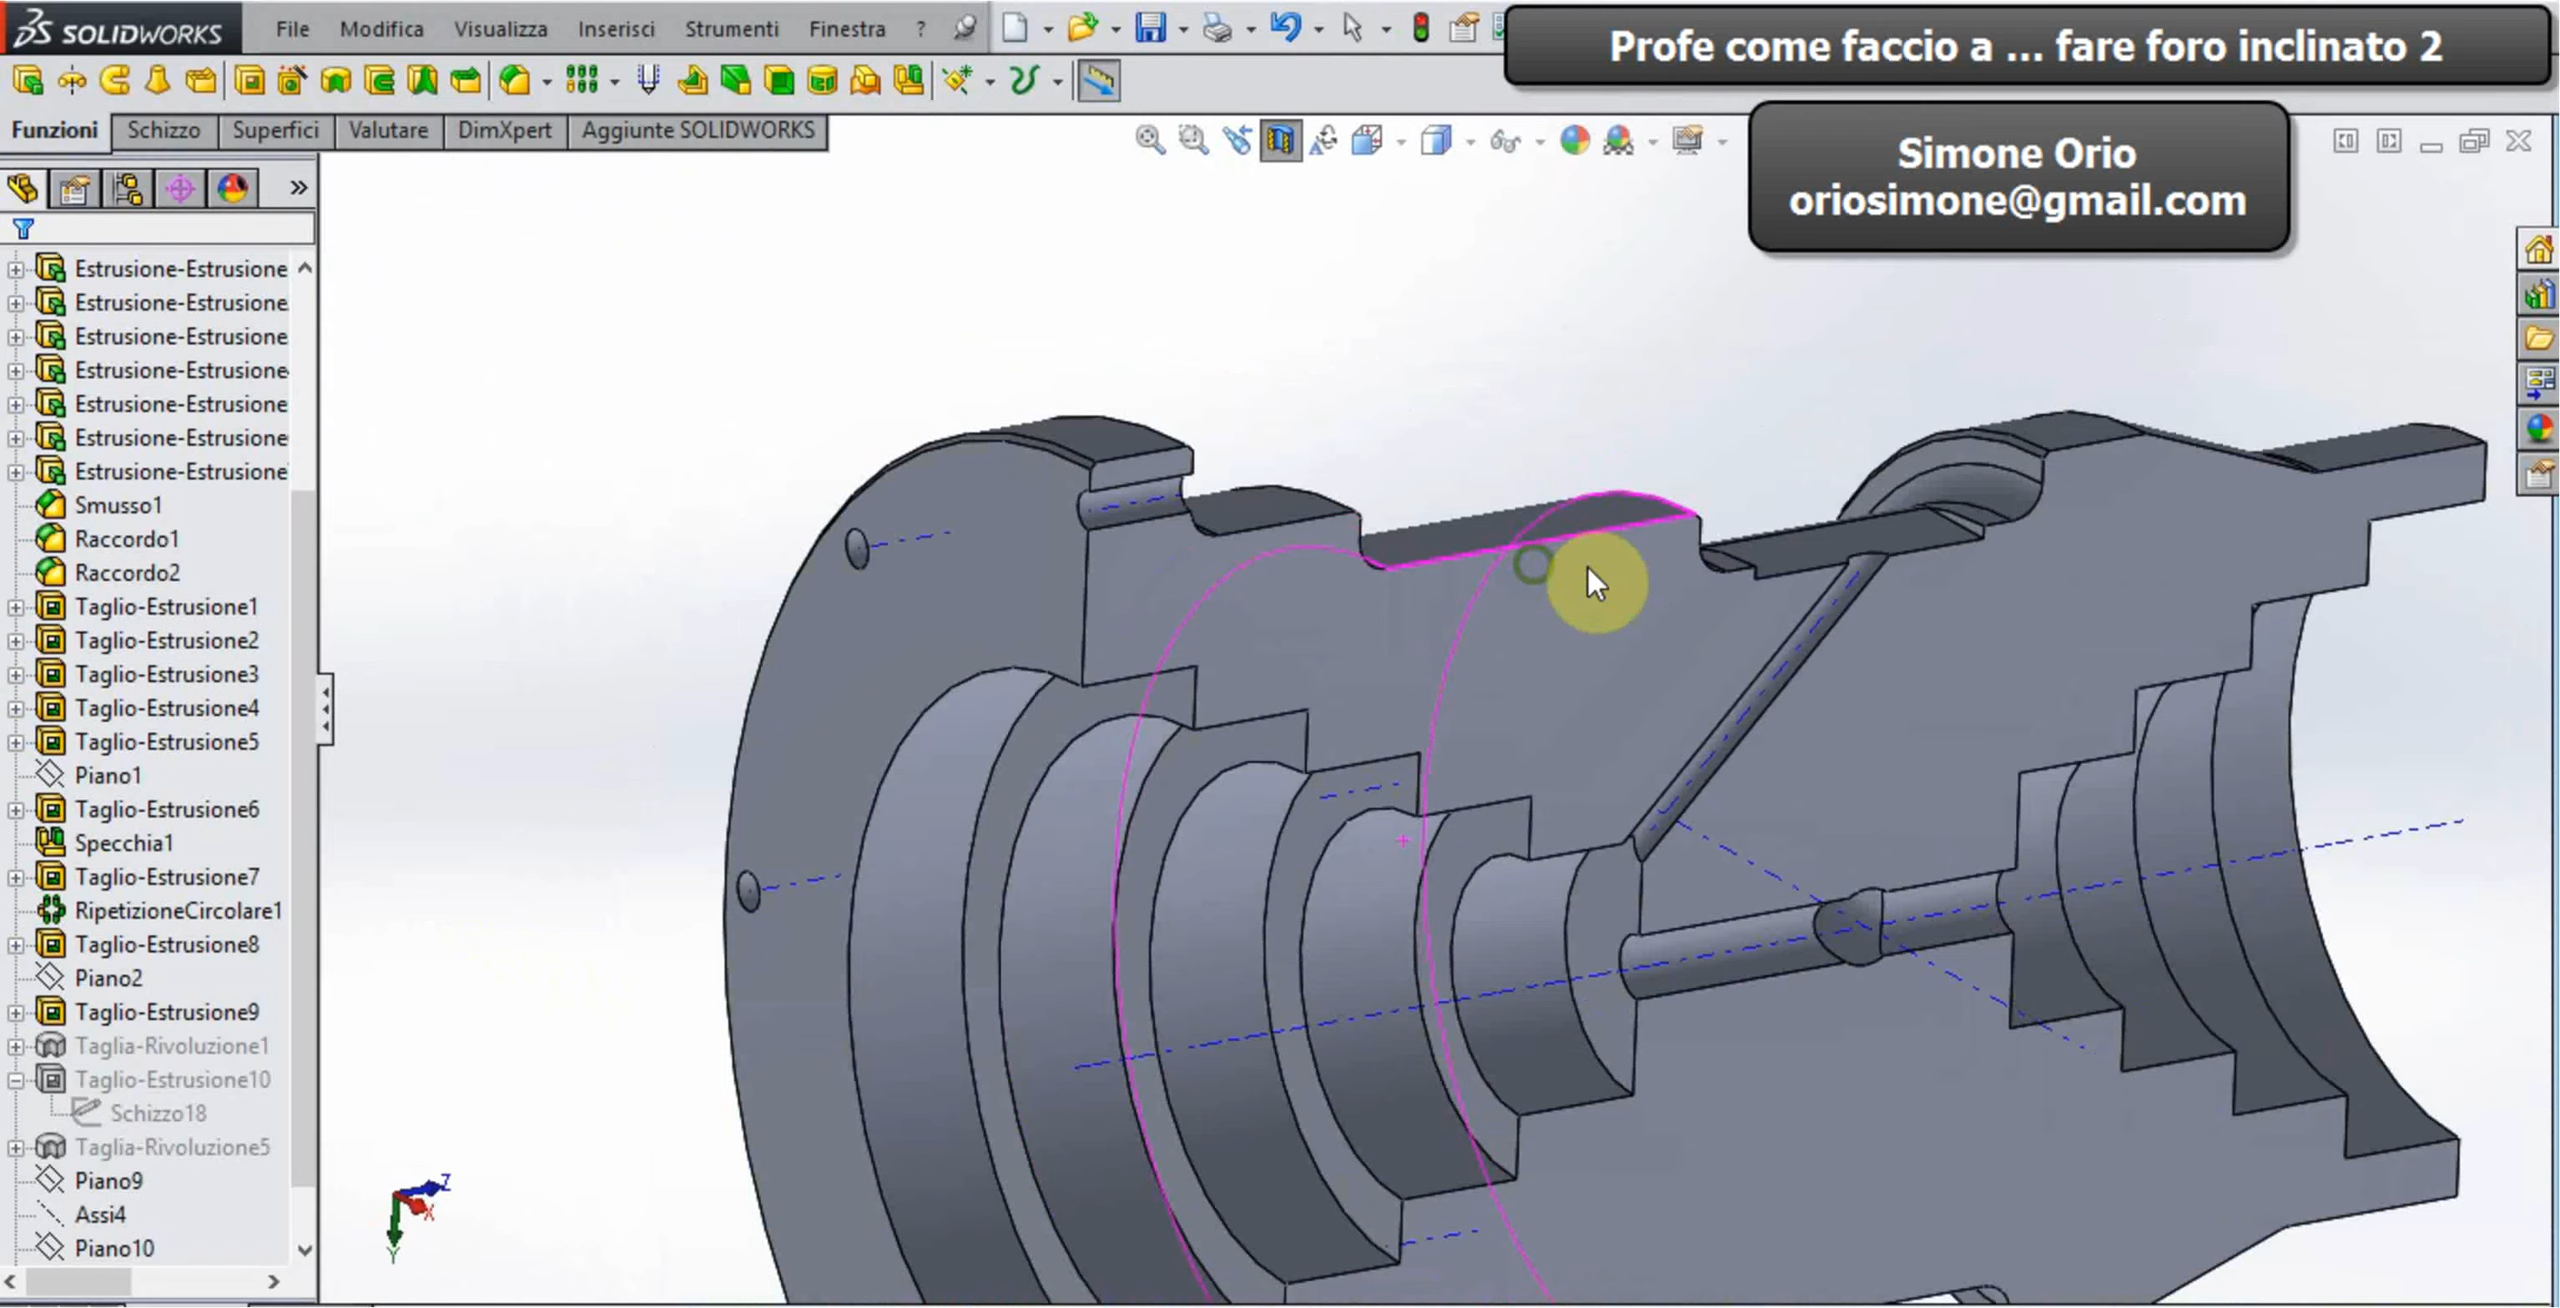 SOLIDWORKS
File Modifica Visualizza Inserisci Strumenti Finestra ?
Profe come faccio a ... fare foro inclinato 2
Funzioni Schizzo Superfici Valutare DimXpert Aggiunte SOLIDWORKS
Simone Orio
oriosimone@gmail.com
»
Estrusione-Estrusione
Estrusione-Estrusione
Estrusione-Estrusione
Estrusione-Estrusione
Estrusione-Estrusione
Estrusione-Estrusione
Estrusione-Estrusione
Smusso1
Raccordo1
Raccordo2
Taglio-Estrusione1
Taglio-Estrusione2
Taglio-Estrusione3
Taglio-Estrusione4
Taglio-Estrusione5
Piano1
Taglio-Estrusione6
Specchia1
Taglio-Estrusione7
RipetizioneCircolare1
Taglio-Estrusione8
Piano2
Taglio-Estrusione9
Taglia-Rivoluzione1
Taglio-Estrusione10
Schizzo18
Taglia-Rivoluzione5
Piano9
Assi4
Piano10
Z
X
Y